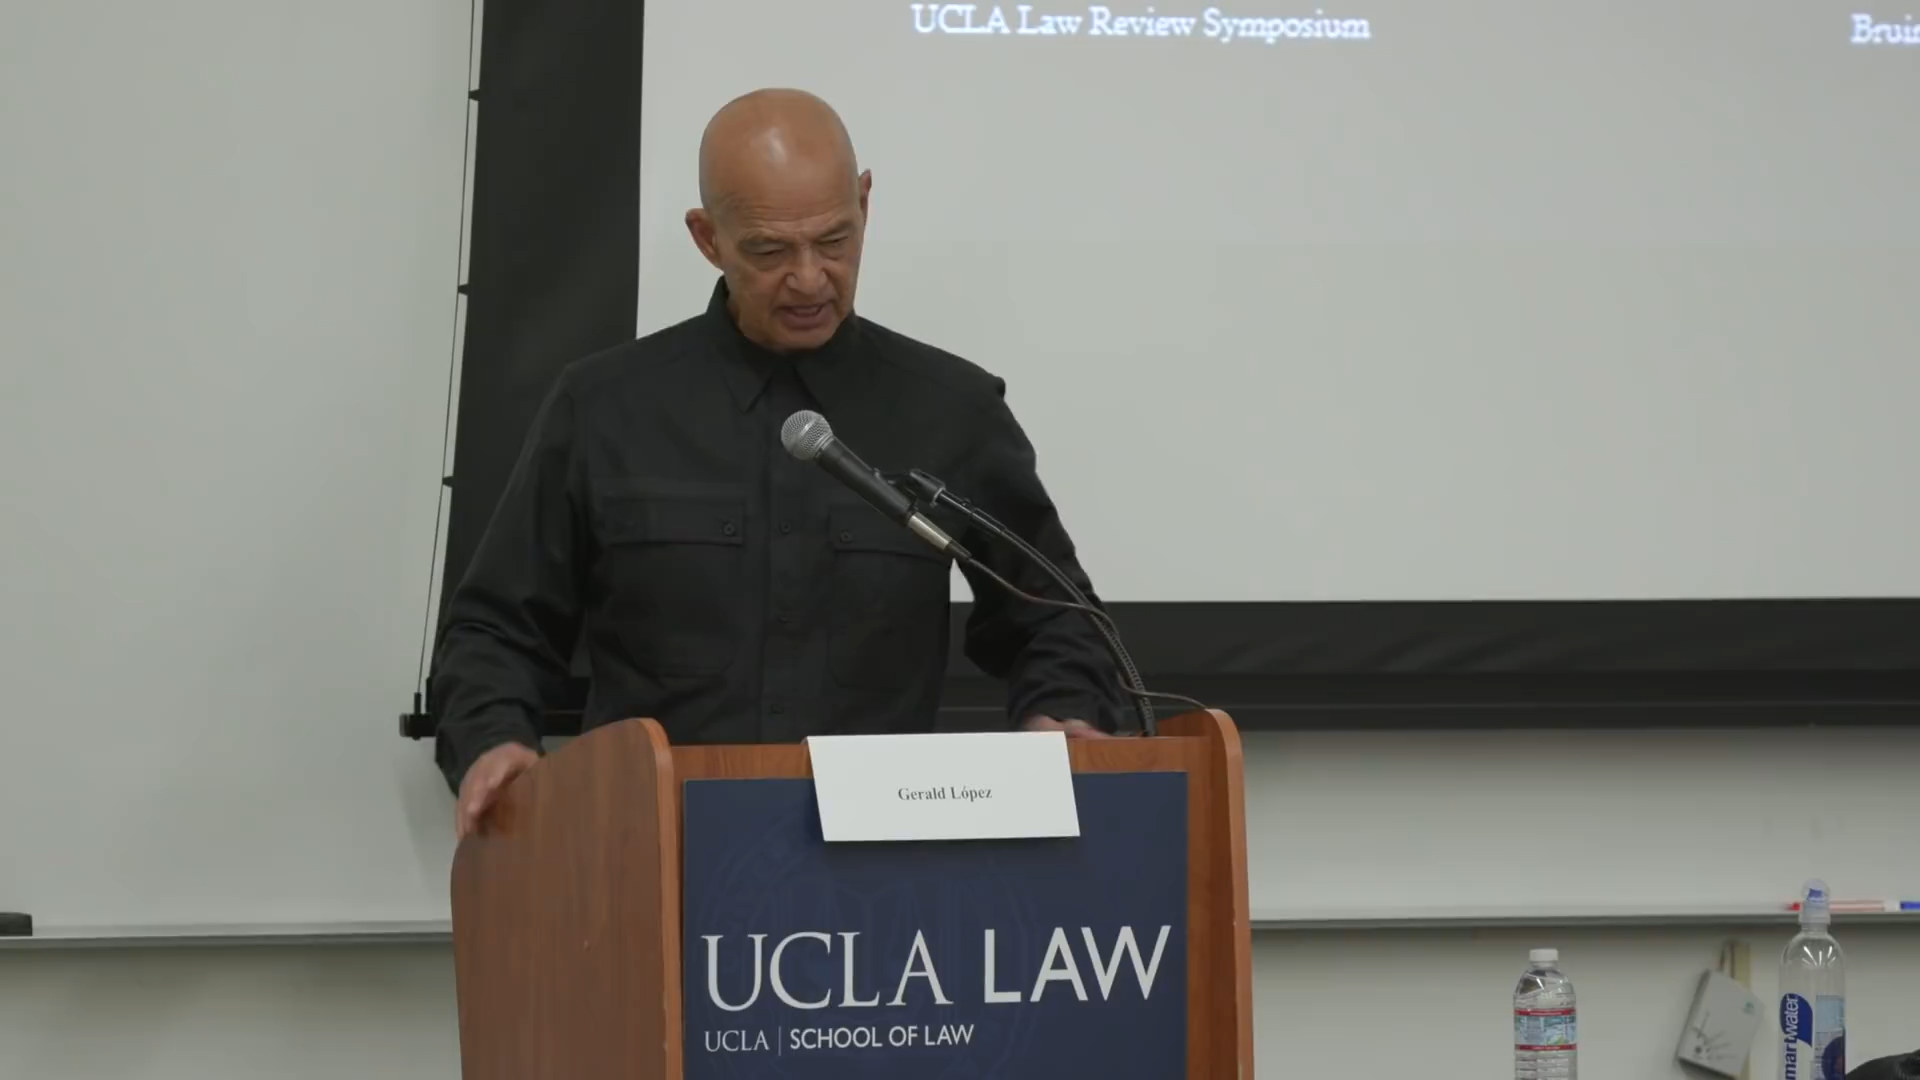 UCLA Law Review Symposium
Gerald López
UCLA LAW
UCLA | SCHOOL OF LAW
smartwater